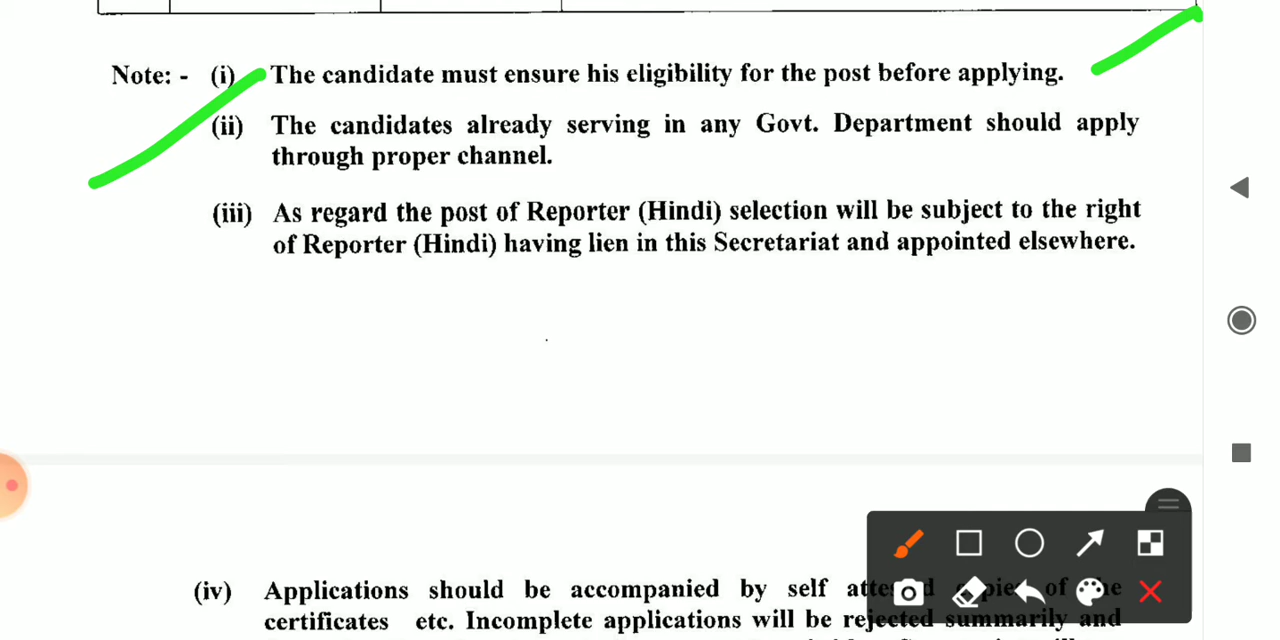 Note: - (i) The candidate must ensure his eligibility for the post before applying.
(ii) The candidates already serving in any Govt. Department should apply
through proper channel.
(iii) As regard the post of Reporter (Hindi) selection will be subject to the right
of Reporter (Hindi) having lien in this Secretariat and appointed elsewhere.
(iv) Applications should be accompanied by self of
certificates etc. Incomplete applications will be rejected summarily and